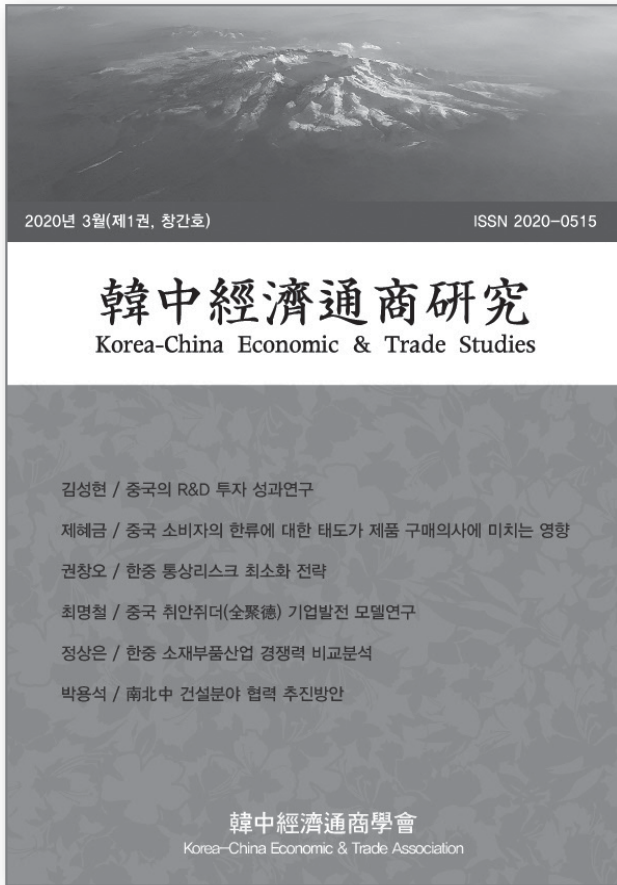 2020년 3월(제1권, 창간호)
ISSN 2020-0515
韓中經濟通商硏究
Korea-China Economic & Trade Studies
김성현 / 중국의 R&D 투자 성과연구
제혜금 / 중국 소비자의 한류에 대한 태도가 제품 구매의사에 미치는 영향
권창오 / 한중 통상리스크 최소화 전략
최명철 / 중국 취안쥐더(全聚德) 기업발전 모델연구
정상은 / 한중 소재부품산업 경쟁력 비교분석
박용석 / 南北中 건설분야 협력 추진방안
韓中經濟通商學會
Korea-China Economic & Trade Association